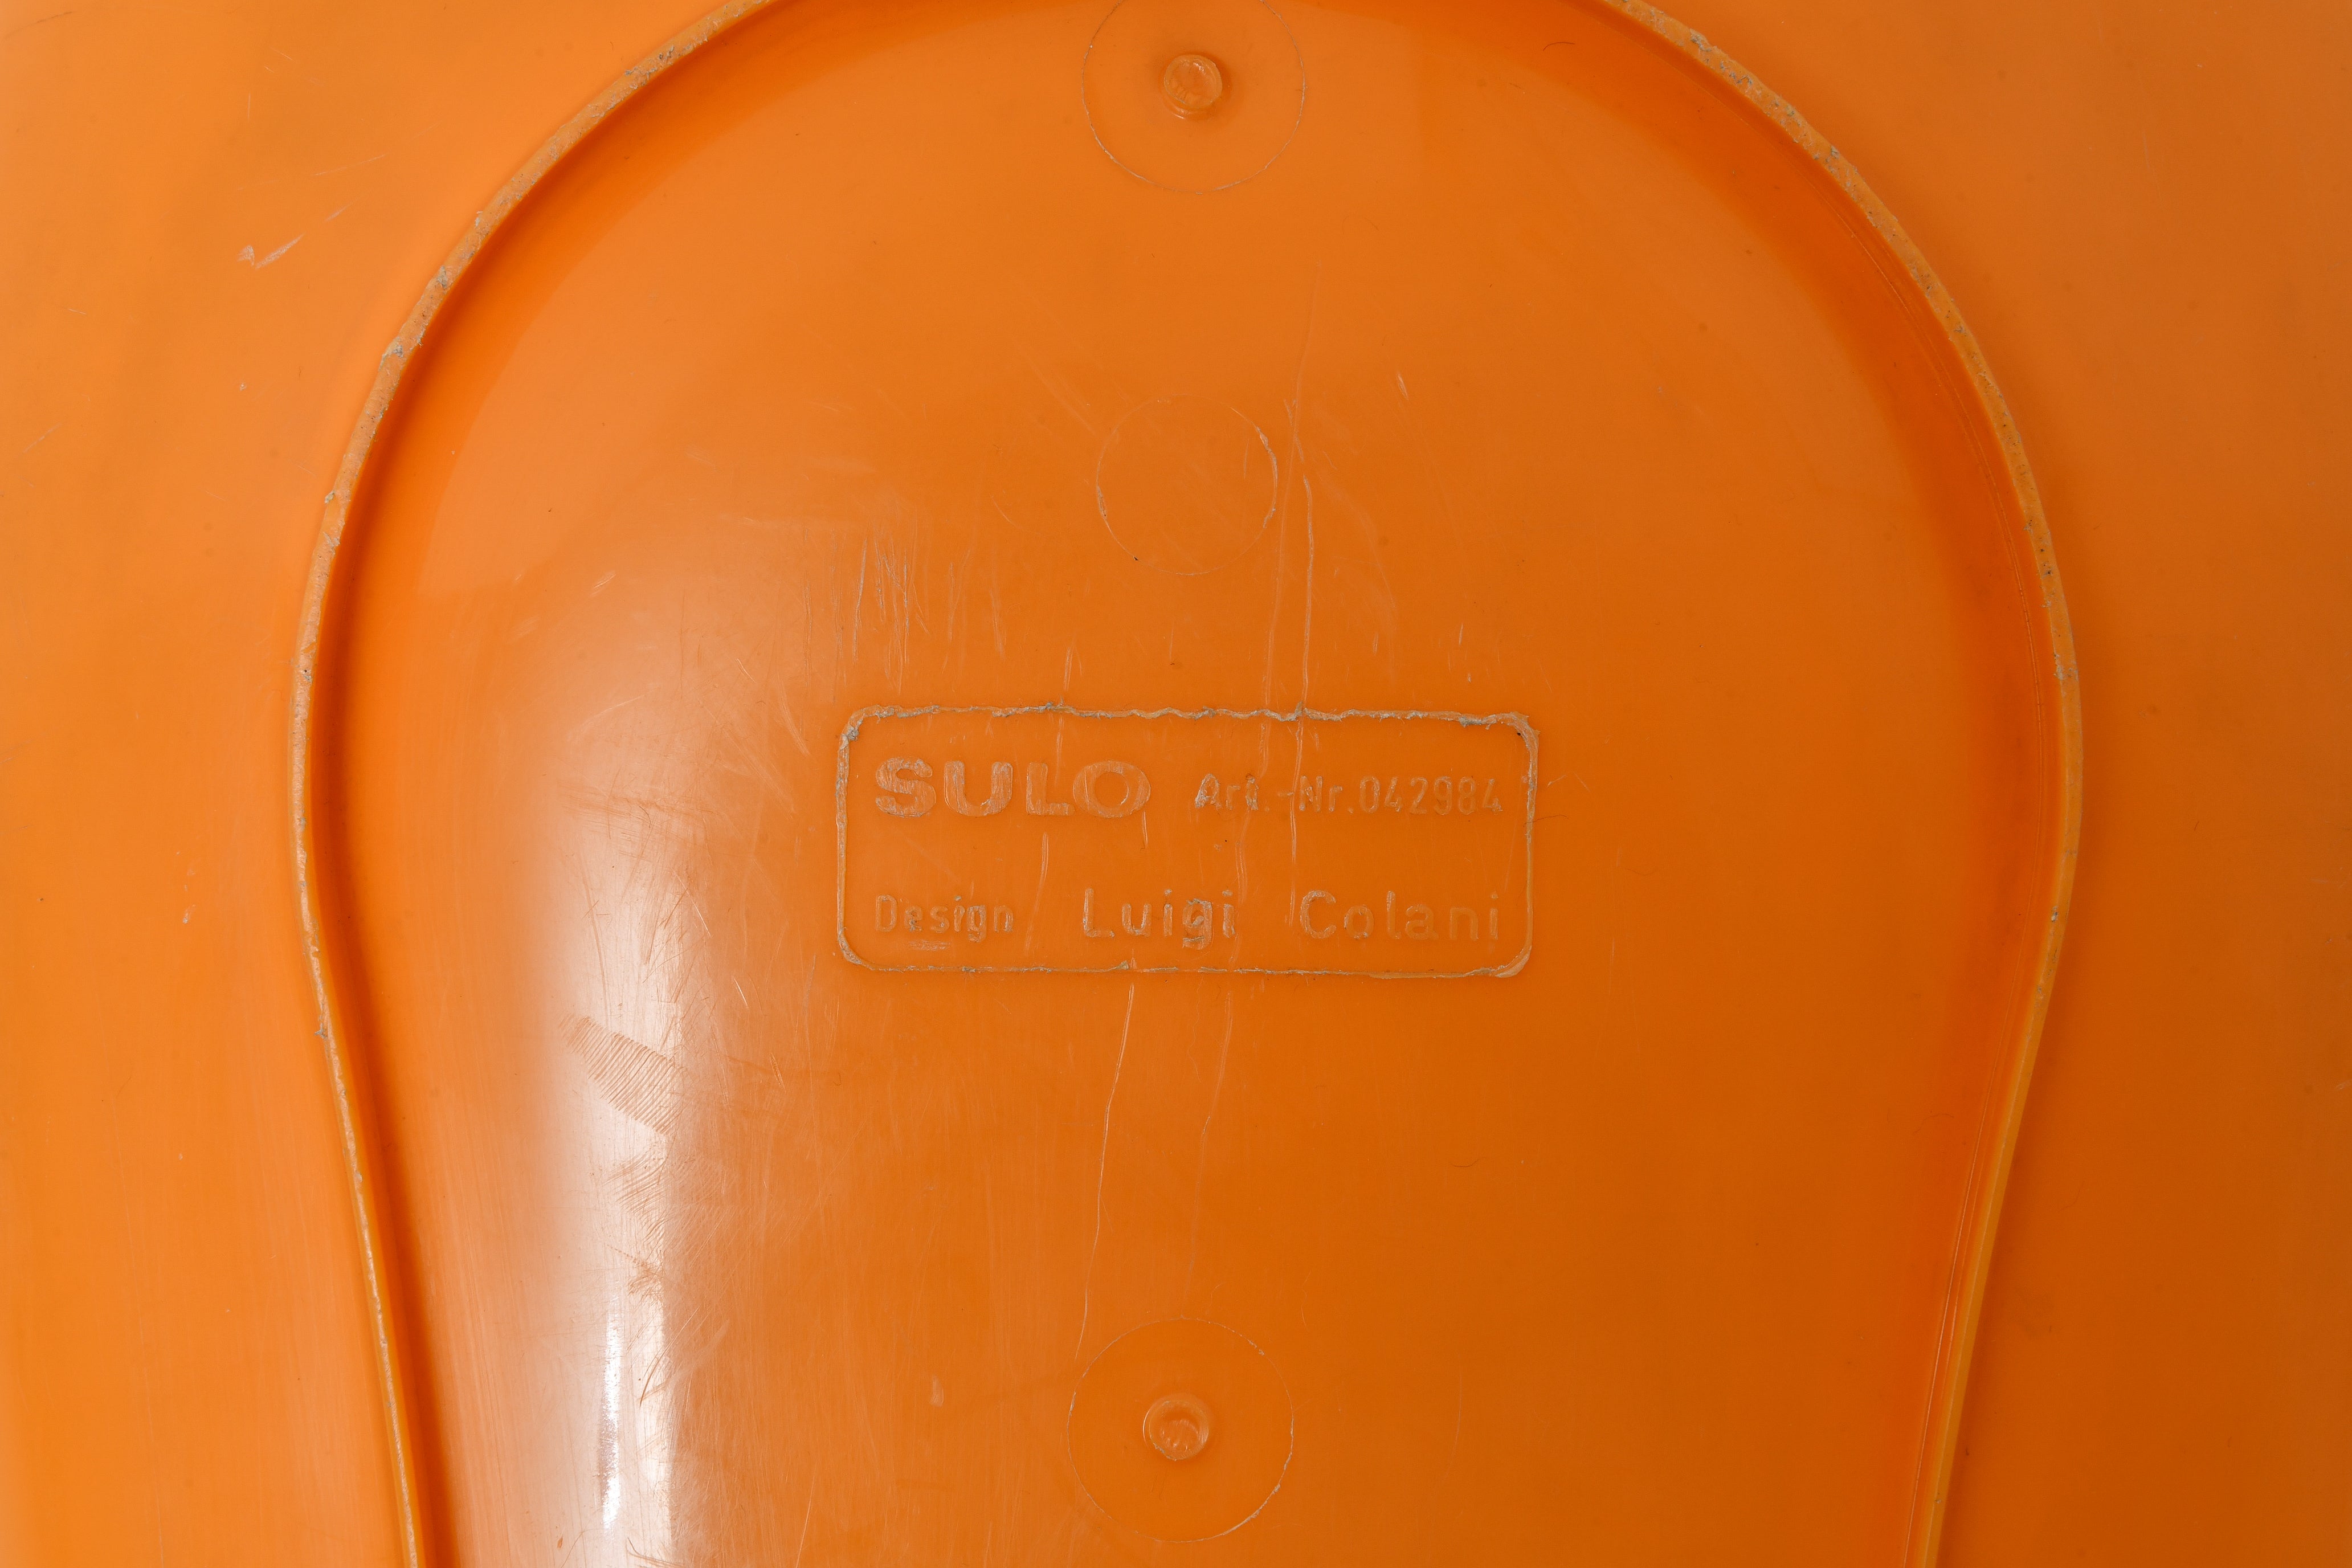 SULO Art.-Nr.042984
Design Luigi Colani